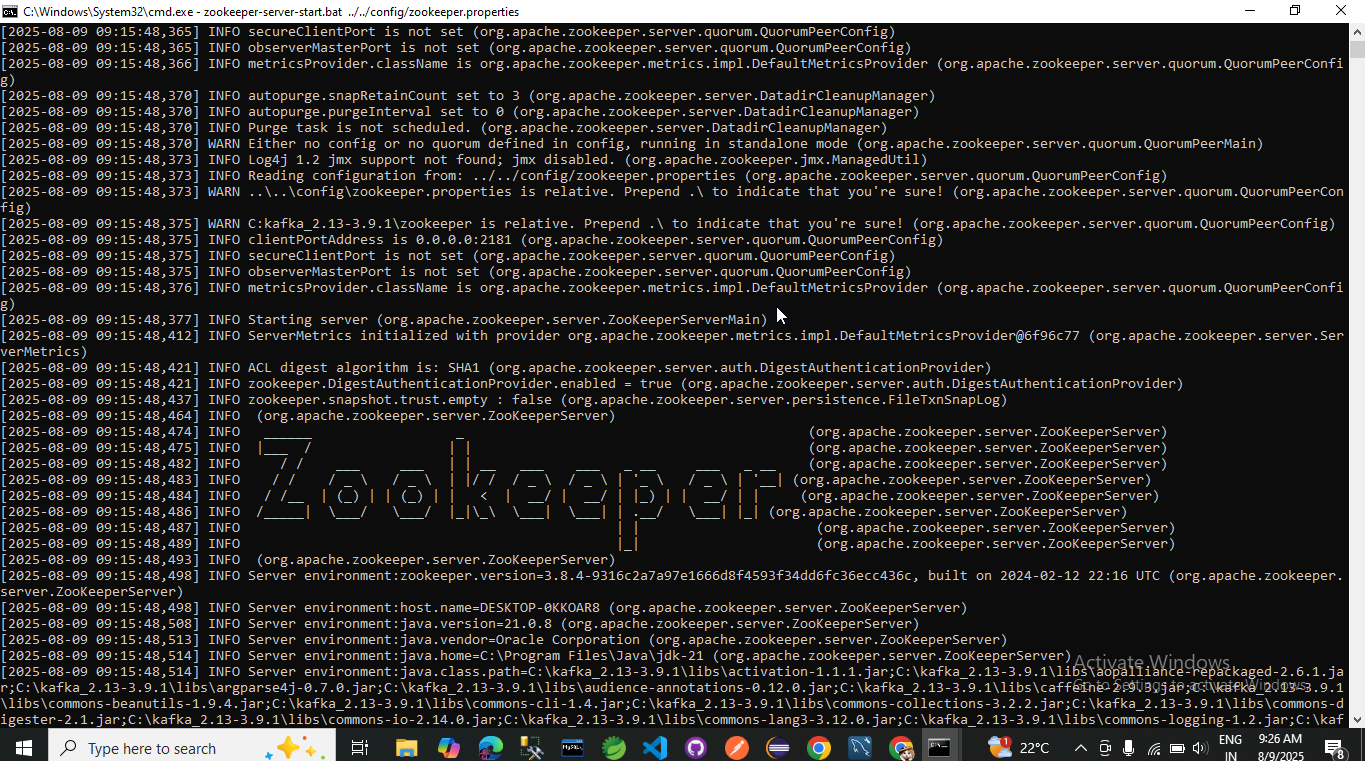 C:\Windows\System32\cmd.exe - zookeeper-server-start.bat ../../config/zookeeper.properties
[2025-08-09 09:15:48,365] INFO secureClientPort is not set (org.apache.zookeeper.server.quorum.QuorumPeerConfig)
[2025-08-09 09:15:48,365] INFO observerMasterPort is not set (org.apache.zookeeper.server.quorum.QuorumPeerConfig)
[2025-08-09 09:15:48,366] INFO metricsProvider.className is org.apache.zookeeper.metrics.impl.DefaultMetricsProvider (org.apache.zookeeper.server.quorum.QuorumPeerConfi
g)
[2025-08-09 09:15:48,370] INFO autopurge.snapRetainCount set to 3 (org.apache.zookeeper.server.DatadirCleanupManager)
[2025-08-09 09:15:48,370] INFO autopurge.purgeInterval set to 0 (org.apache.zookeeper.server.DatadirCleanupManager)
[2025-08-09 09:15:48,370] INFO Purge task is not scheduled. (org.apache.zookeeper.server.DatadirCleanupManager)
[2025-08-09 09:15:48,370] WARN Either no config or no quorum defined in config, running in standalone mode (org.apache.zookeeper.server.quorum.QuorumPeerMain)
[2025-08-09 09:15:48,373] INFO Log4j 1.2 jmx support not found; jmx disabled. (org.apache.zookeeper.jmx.ManagedUtil)
[2025-08-09 09:15:48,373] INFO Reading configuration from: ../../config/zookeeper.properties (org.apache.zookeeper.server.quorum.QuorumPeerConfig)
[2025-08-09 09:15:48,373] WARN ..\..\config\zookeeper.properties is relative. Prepend .\ to indicate that you're sure! (org.apache.zookeeper.server.quorum.QuorumPeerCon
fig)
[2025-08-09 09:15:48,375] WARN C:kafka_2.13-3.9.1\zookeeper is relative. Prepend .\ to indicate that you're sure! (org.apache.zookeeper.server.quorum.QuorumPeerConfig)
[2025-08-09 09:15:48,375] INFO clientPortAddress is 0.0.0.0:2181 (org.apache.zookeeper.server.quorum.QuorumPeerConfig)
[2025-08-09 09:15:48,375] INFO secureClientPort is not set (org.apache.zookeeper.server.quorum.QuorumPeerConfig)
[2025-08-09 09:15:48,375] INFO observerMasterPort is not set (org.apache.zookeeper.server.quorum.QuorumPeerConfig)
[2025-08-09 09:15:48,376] INFO metricsProvider.className is org.apache.zookeeper.metrics.impl.DefaultMetricsProvider (org.apache.zookeeper.server.quorum.QuorumPeerConfi
g)
[2025-08-09 09:15:48,377] INFO Starting server (org.apache.zookeeper.server.ZooKeeperServerMain)
[2025-08-09 09:15:48,412] INFO ServerMetrics initialized with provider org.apache.zookeeper.metrics.impl.DefaultMetricsProvider@6f96c77 (org.apache.zookeeper.server.Ser
verMetrics)
[2025-08-09 09:15:48,421] INFO ACL digest algorithm is: SHA1 (org.apache.zookeeper.server.auth.DigestAuthenticationProvider)
[2025-08-09 09:15:48,421] INFO zookeeper.DigestAuthenticationProvider.enabled = true (org.apache.zookeeper.server.auth.DigestAuthenticationProvider)
[2025-08-09 09:15:48,437] INFO zookeeper.snapshot.trust.empty : false (org.apache.zookeeper.server.persistence.FileTxnSnapLog)
[2025-08-09 09:15:48,464] INFO  (org.apache.zookeeper.server.ZooKeeperServer)
[2025-08-09 09:15:48,474] INFO (org.apache.zookeeper.server.ZooKeeperServer)
[2025-08-09 09:15:48,475] INFO (org.apache.zookeeper.server.ZooKeeperServer)
[2025-08-09 09:15:48,482] INFO (org.apache.zookeeper.server.ZooKeeperServer)
[2025-08-09 09:15:48,483] INFO (org.apache.zookeeper.server.ZooKeeperServer)
Zookeeper
[2025-08-09 09:15:48,484] INFO (org.apache.zookeeper.server.ZooKeeperServer)
[2025-08-09 09:15:48,486] INFO (org.apache.zookeeper.server.ZooKeeperServer)
[2025-08-09 09:15:48,487] INFO (org.apache.zookeeper.server.ZooKeeperServer)
[2025-08-09 09:15:48,489] INFO (org.apache.zookeeper.server.ZooKeeperServer)
[2025-08-09 09:15:48,493] INFO  (org.apache.zookeeper.server.ZooKeeperServer)
[2025-08-09 09:15:48,498] INFO Server environment:zookeeper.version=3.8.4-9316c2a7a97e1666d8f4593f34dd6fc36ecc436c, built on 2024-02-12 22:16 UTC (org.apache.zookeeper.
server.ZooKeeperServer)
[2025-08-09 09:15:48,498] INFO Server environment:host.name=DESKTOP-0KKOAR8 (org.apache.zookeeper.server.ZooKeeperServer)
[2025-08-09 09:15:48,508] INFO Server environment:java.version=21.0.8 (org.apache.zookeeper.server.ZooKeeperServer)
[2025-08-09 09:15:48,513] INFO Server environment:java.vendor=Oracle Corporation (org.apache.zookeeper.server.ZooKeeperServer)
[2025-08-09 09:15:48,514] INFO Server environment:java.home=C:\Program Files\Java\jdk-21 (org.apache.zookeeper.server.ZooKeeperServer)
Activate Windows
[2025-08-09 09:15:48,514] INFO Server environment:java.class.path=C:\kafka_2.13-3.9.1\libs\activation-1.1.1.jar;C:\kafka_2.13-3.9.1\libs\aopalliance-repackaged-2.6.1.ja
r;C:\kafka_2.13-3.9.1\libs\argparse4j-0.7.0.jar;C:\kafka_2.13-3.9.1\libs\audience-annotations-0.12.0.jar;C:\kafka_2.13-3.9.1\libs\caffeine-2.9.3.jar;C:\kafka_2.13-3.9.1
Go to Settings to activate Windows.
\libs\commons-beanutils-1.9.4.jar;C:\kafka_2.13-3.9.1\libs\commons-cli-1.4.jar;C:\kafka_2.13-3.9.1\libs\commons-collections-3.2.2.jar;C:\kafka_2.13-3.9.1\libs\commons-d
igester-2.1.jar;C:\kafka_2.13-3.9.1\libs\commons-io-2.14.0.jar;C:\kafka_2.13-3.9.1\libs\commons-lang3-3.12.0.jar;C:\kafka_2.13-3.9.1\libs\commons-logging-1.2.jar;C:\kaf
Type here to search
MySQL
1
22°C
ENG
IN
9:26 AM
8/9/2025
8